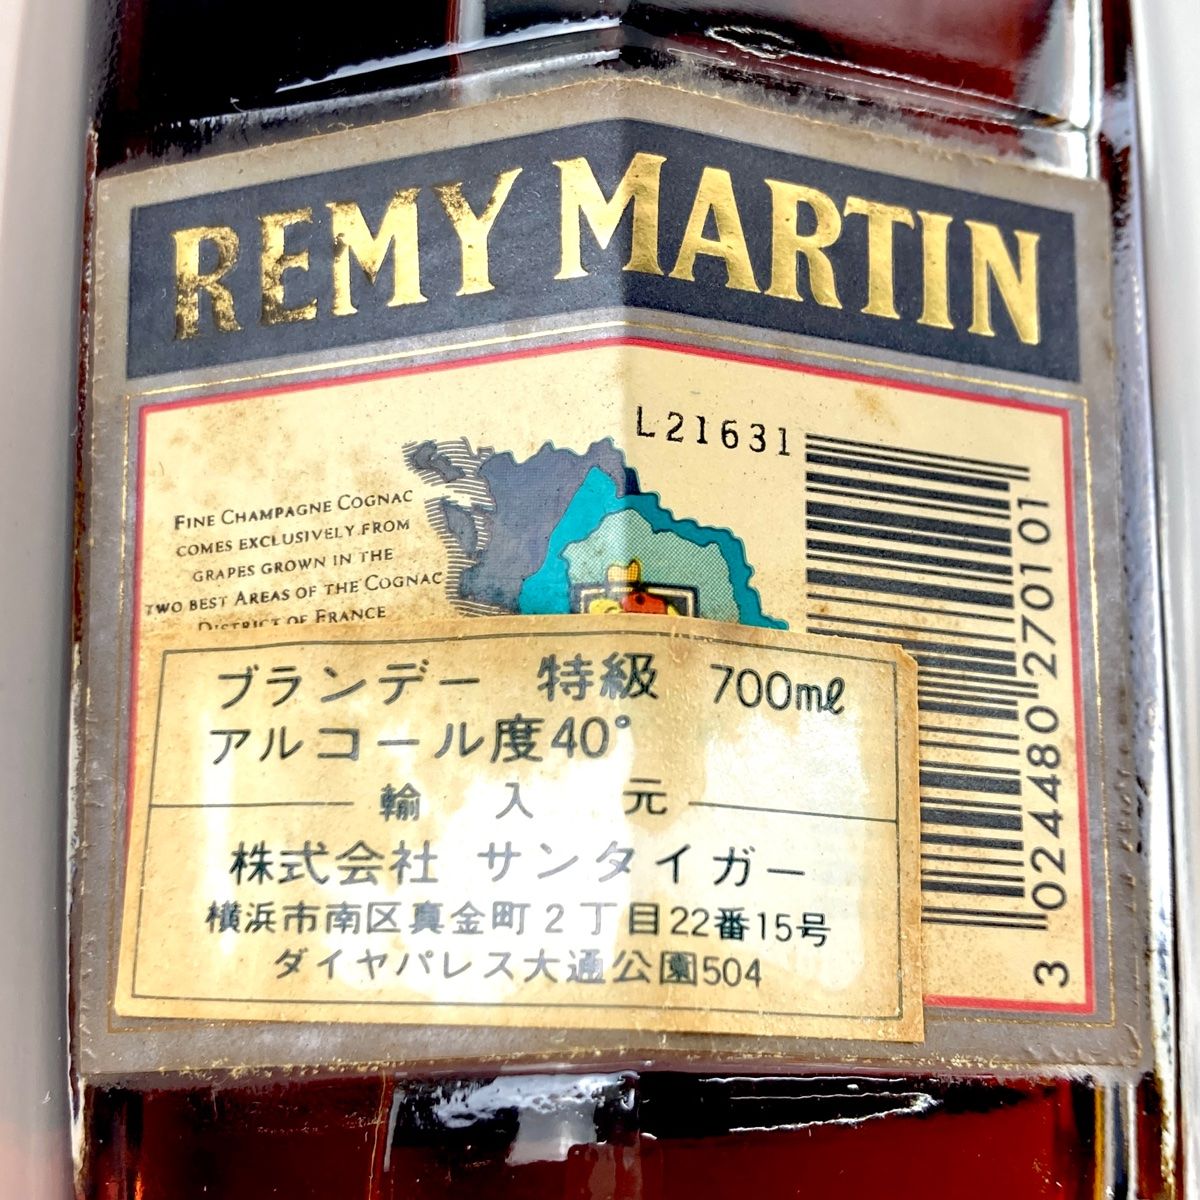 REMY MARTIN
L21631
FINE CHAMPAGNE COGNAC
COMES EXCLUSIVELY FROM
GRAPES GROWN IN THE
TWO BEST AREAS OF THE COGNAC
DISTRICT OF FRANCE
3 024480 270101
ブランデー 特級 700ml
アルコール度40°
輸入元
株式会社 サンタイガー
横浜市南区真金町2丁目22番15号
ダイヤパレス大通公園504